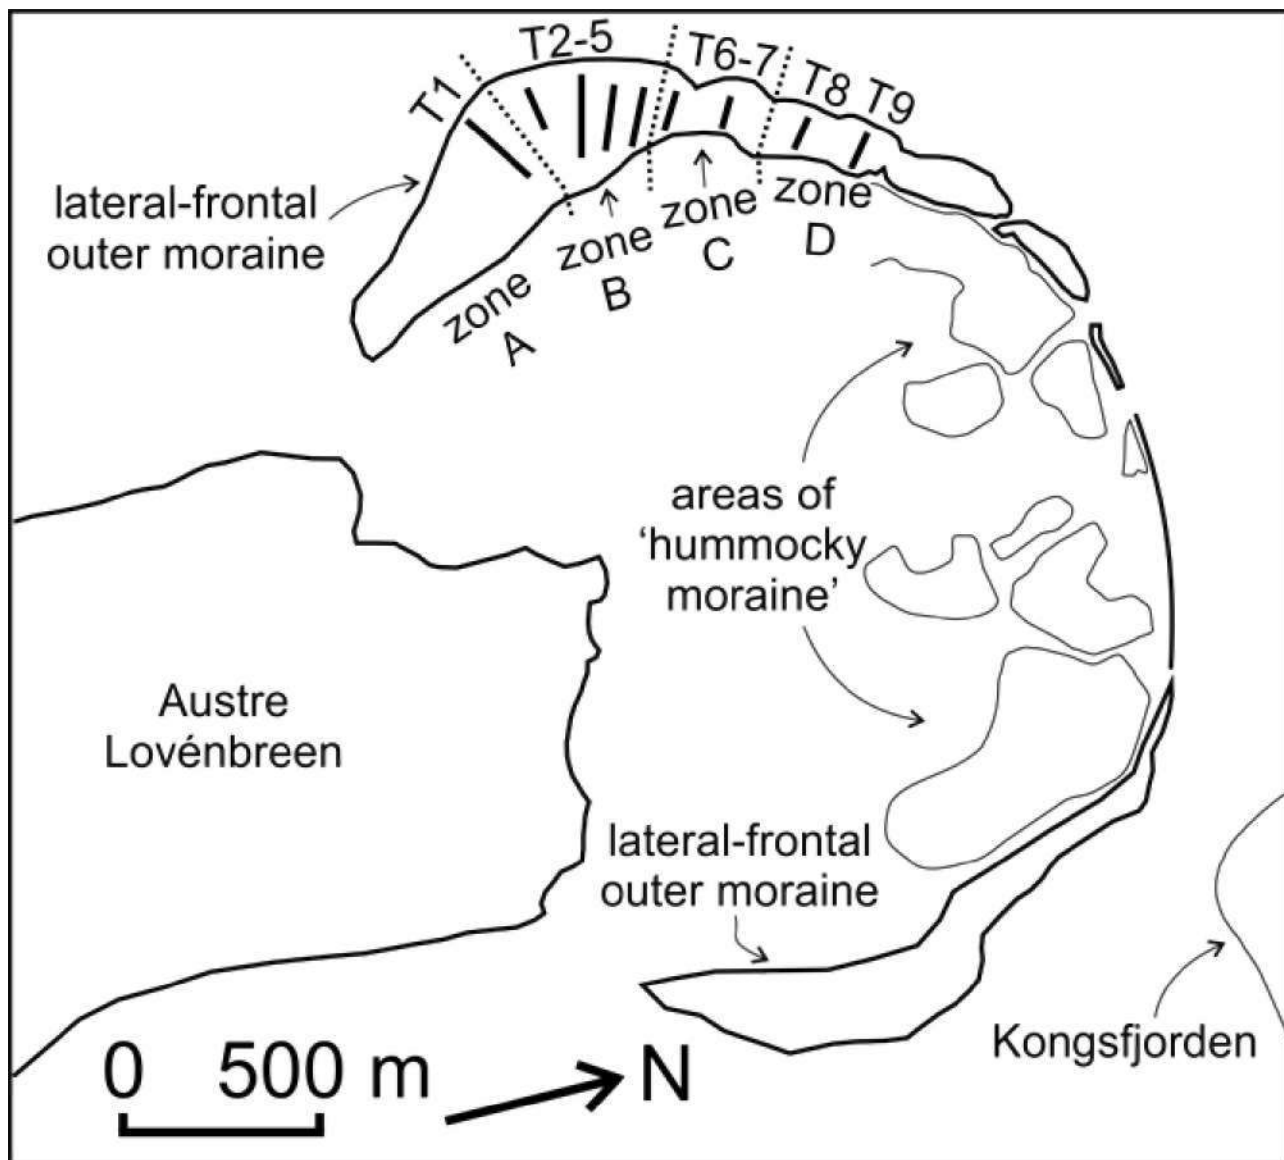 T1
T2-5
T6-7
T8
T9
lateral-frontal
outer moraine
zone
A
zone
B
zone
C
zone
D
areas of
‘hummocky
moraine’
Austre
Lovénbreen
lateral-frontal
outer moraine
Kongsfjorden
0 500 m
N